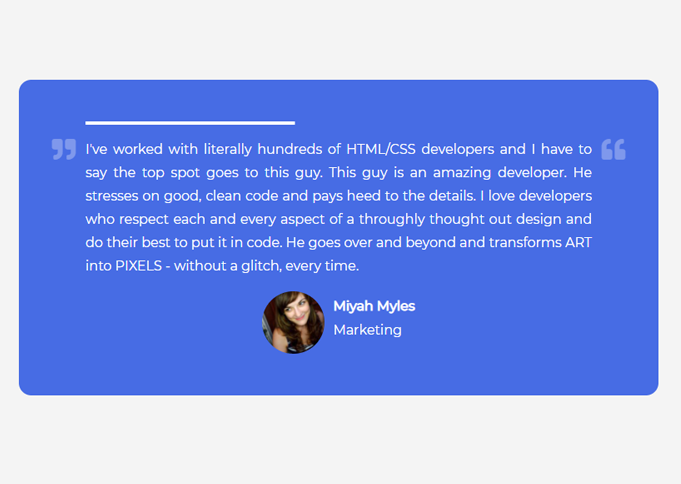 I've worked with literally hundreds of HTML/CSS developers and I have to
say the top spot goes to this guy. This guy is an amazing developer. He
stresses on good, clean code and pays heed to the details. I love developers
who respect each and every aspect of a throughly thought out design and
do their best to put it in code. He goes over and beyond and transforms ART
into PIXELS - without a glitch, every time.
Miyah Myles
Marketing